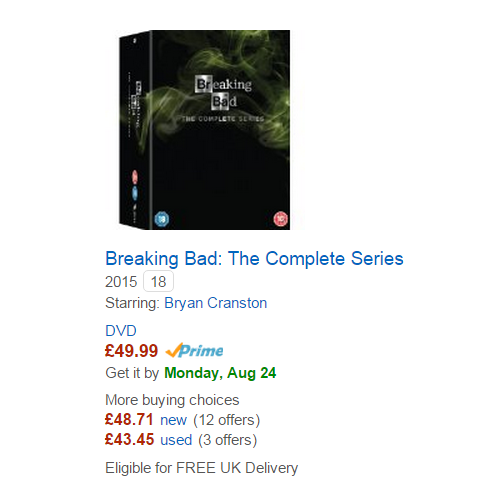 Breaking
Bad
THE COMPLETE SERIES
18
18
Breaking Bad: The Complete Series
2015 18
Starring: Bryan Cranston
DVD
£49.99 Prime
Get it by Monday, Aug 24
More buying choices
£48.71 new (12 offers)
£43.45 used (3 offers)
Eligible for FREE UK Delivery